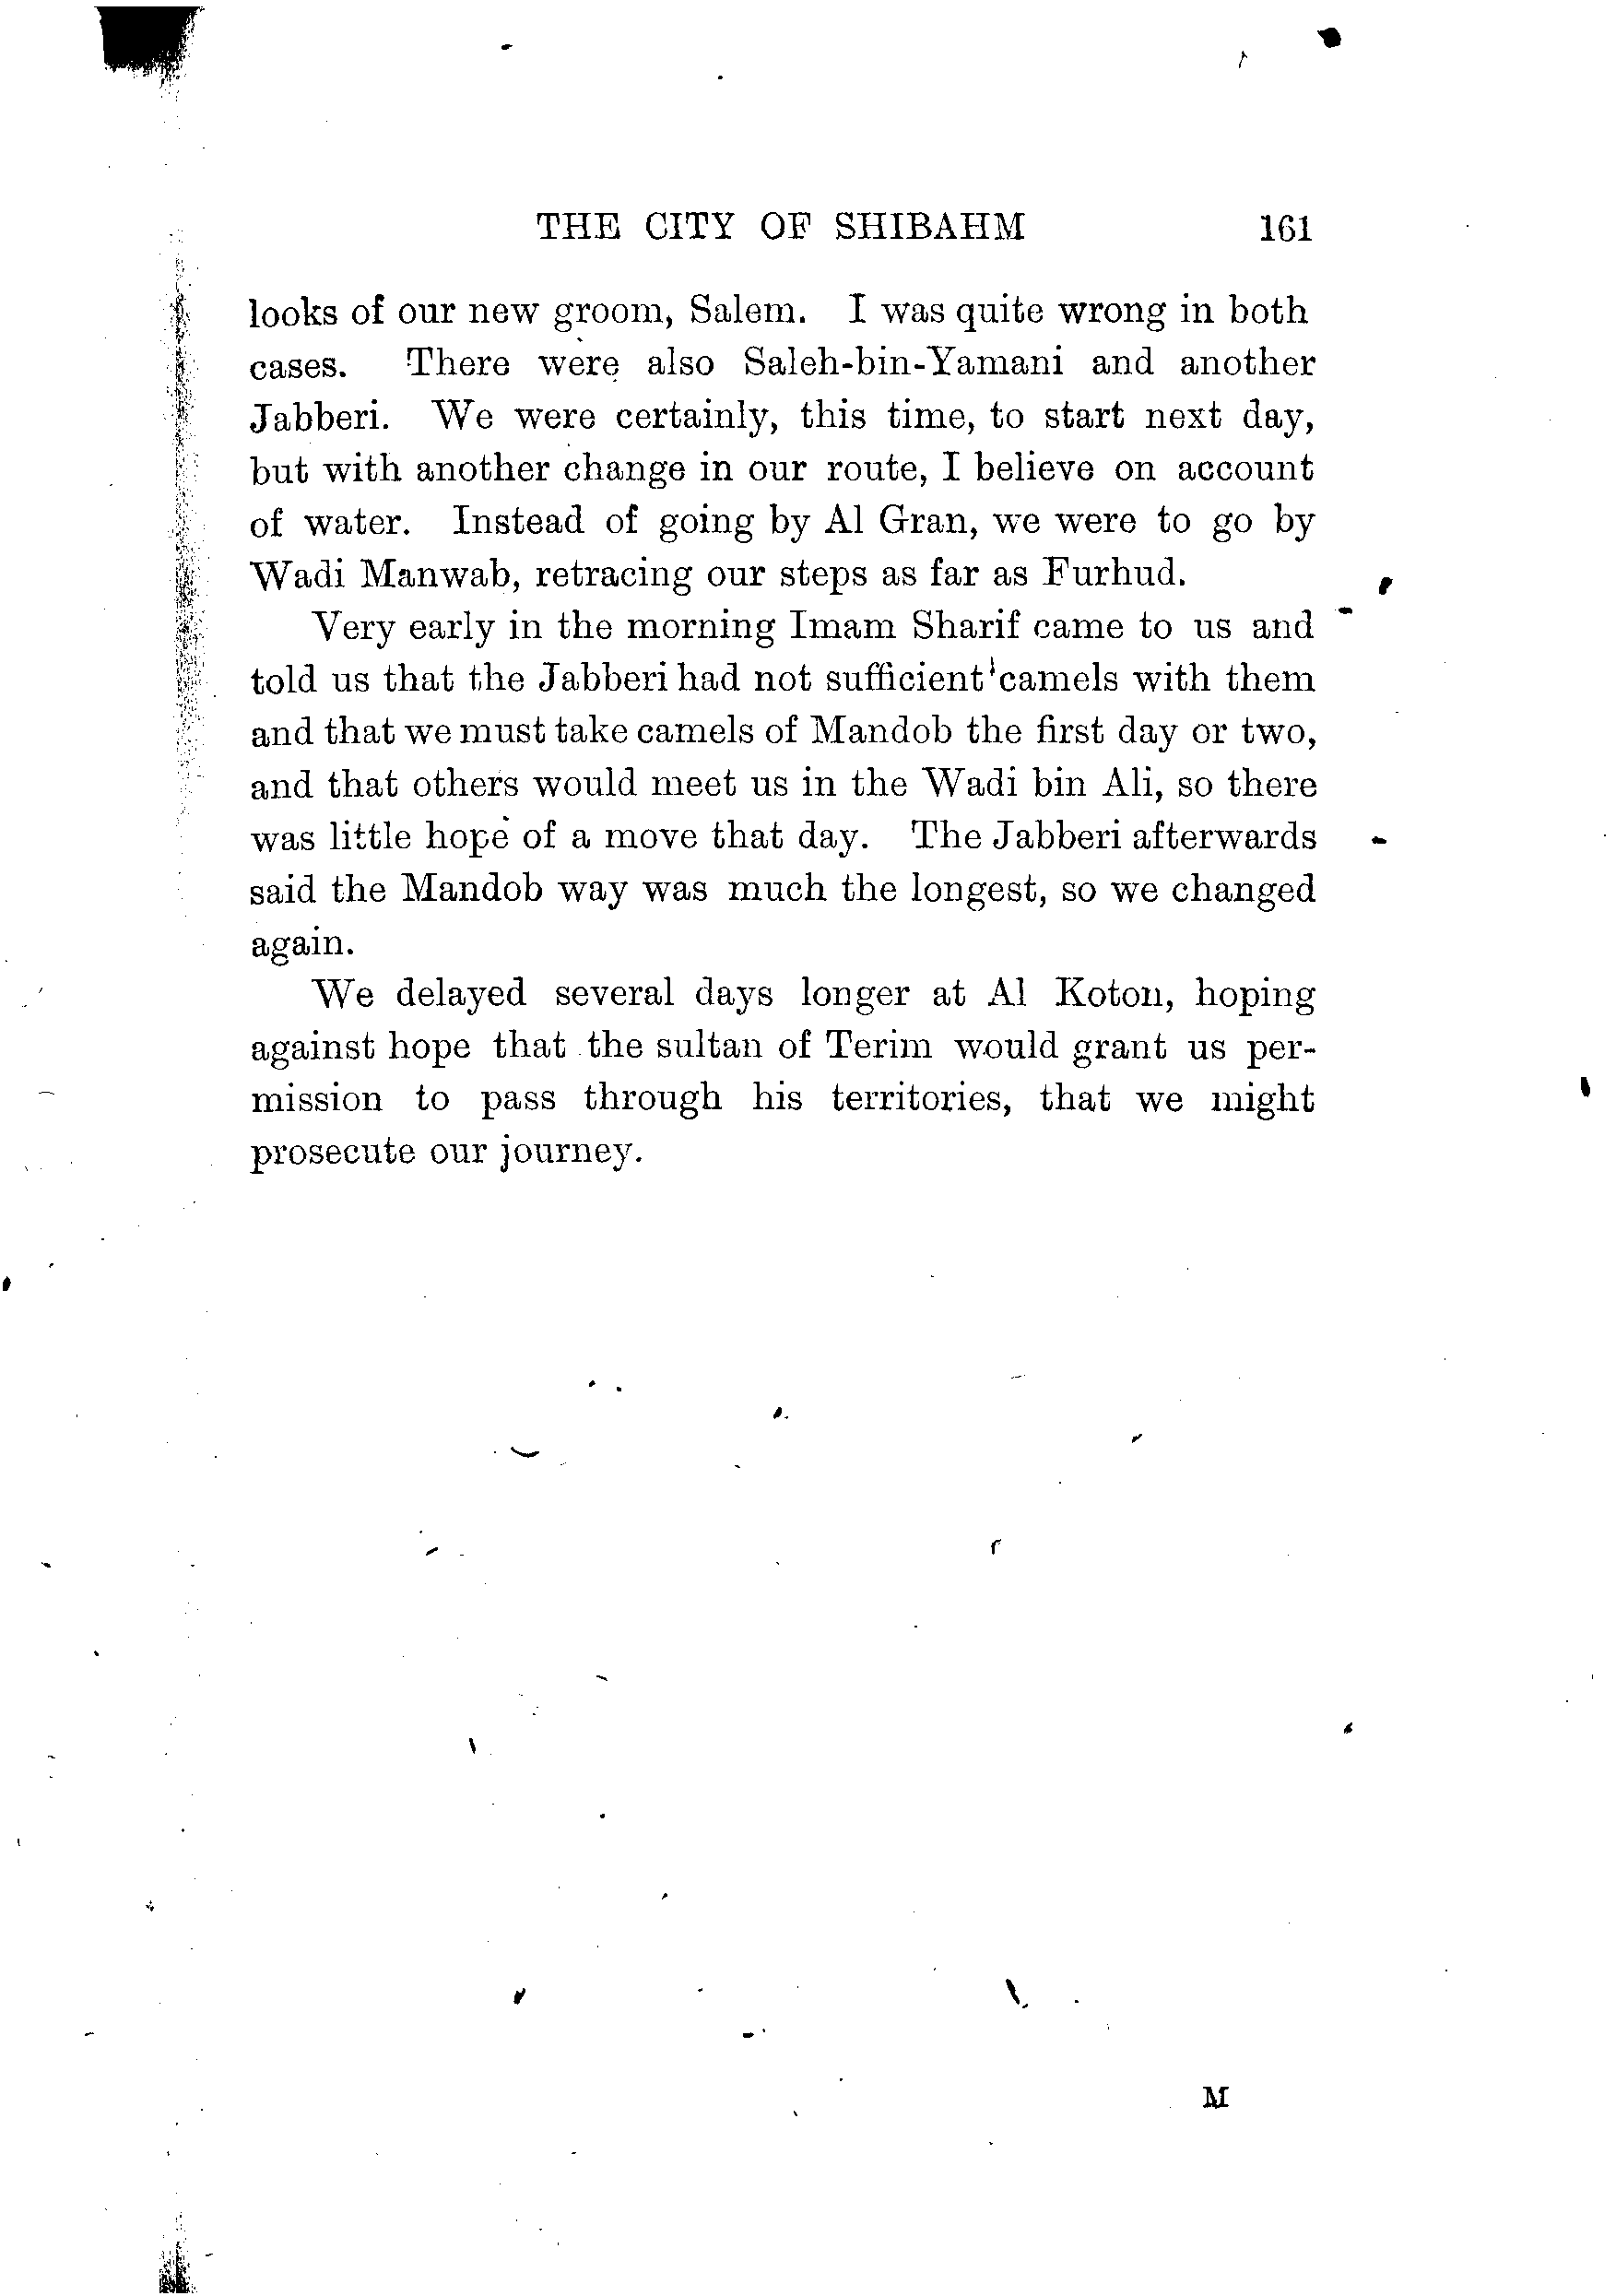 THE CITY OF SHIBAHM 161
looks of our new groom, Salem. I was quite wrong in both
cases. There were also Saleh-bin-Yamani and another
Jabberi. We were certainly, this time, to start next day,
but with another change in our route, I believe on account
of water. Instead of going by Al Gran, we were to go by
Wadi Manwab, retracing our steps as far as Furhud.
Very early in the morning Imam Sharif came to us and
told us that the Jabberi had not sufficient camels with them
and that we must take camels of Mandob the first day or two,
and that others would meet us in the Wadi bin Ali, so there
was little hope of a move that day. The Jabberi afterwards
said the Mandob way was much the longest, so we changed
again.
We delayed several days longer at Al Koton, hoping
against hope that the sultan of Terim would grant us per-
mission to pass through his territories, that we might
prosecute our journey.
M